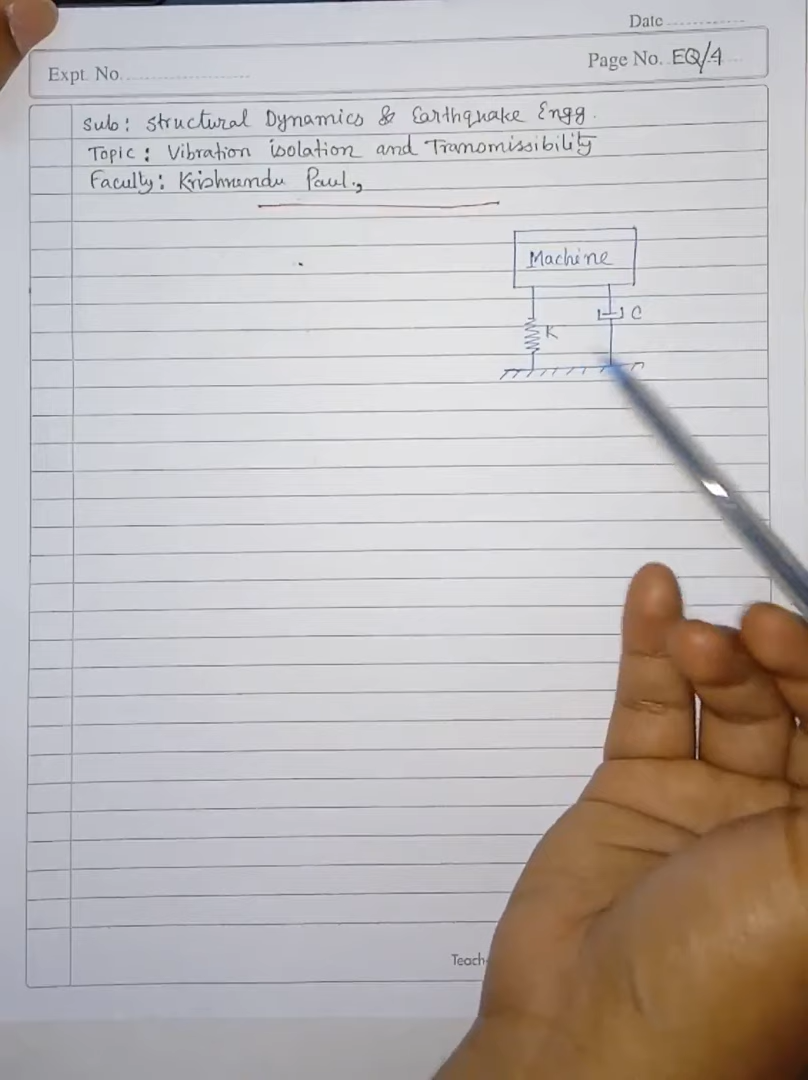 Date
Expt. No.
Page No. EQ/4
Sub: Structural Dynamics & Earthquake Engg.
Topic: Vibration isolation and Transmissibility
Faculty: Krishnendu Paul.,
Machine
C
K
Teach